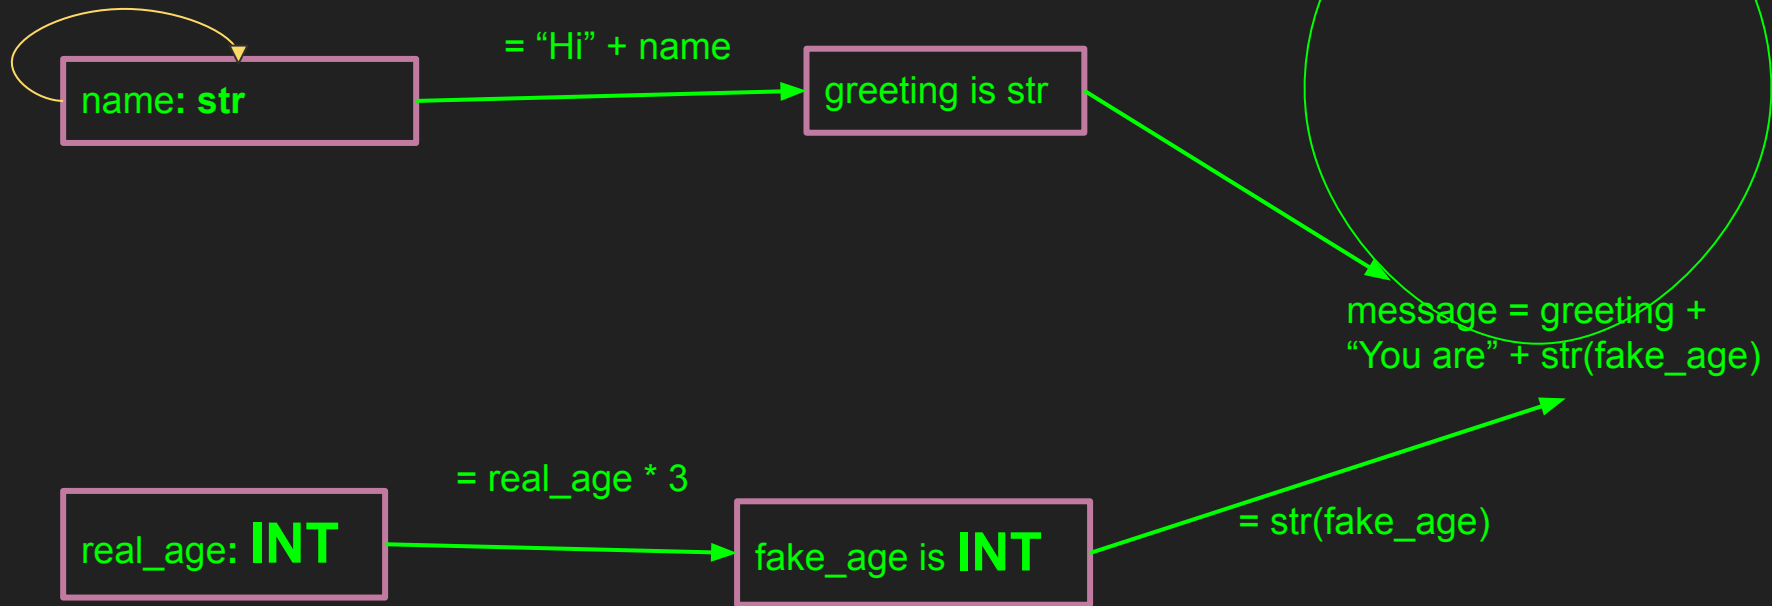 = “Hi” + name
name: str
greeting is str
message = greeting +
“You are” + str(fake_age)
= real_age * 3
real_age: INT
fake_age is INT
= str(fake_age)